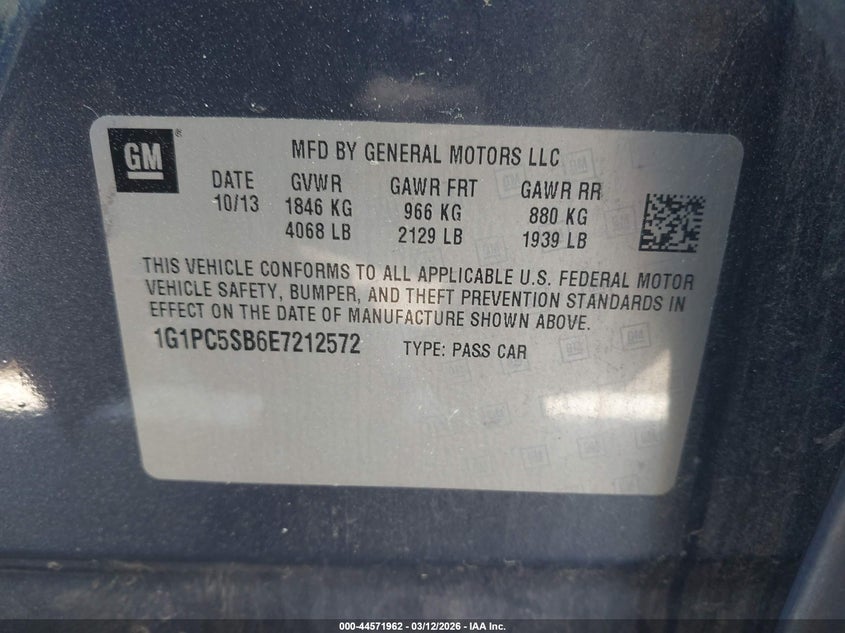 GM ® MFD BY GENERAL MOTORS LLC
DATE GVWR GAWR FRT GAWR RR
10/13 1846 KG 966 KG 880 KG
4068 LB 2129 LB 1939 LB
THIS VEHICLE CONFORMS TO ALL APPLICABLE U.S. FEDERAL MOTOR
VEHICLE SAFETY, BUMPER, AND THEFT PREVENTION STANDARDS IN
EFFECT ON THE DATE OF MANUFACTURE SHOWN ABOVE.
1G1PC5SB6E7212572 TYPE: PASS CAR
000-44571962 - 03/12/2026 - IAA Inc.